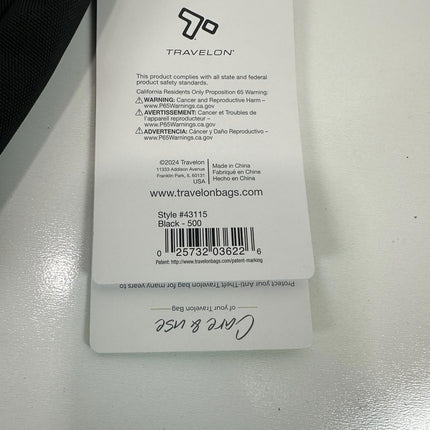 TRAVELON®
This product complies with all state and federal
product safety standards.
California Residents Only Proposition 65 Warning:
WARNING: Cancer and Reproductive Harm –
www.P65Warnings.ca.gov
AVERTISSEMENT: Cancer et Troubles de
l'appareil reproducteur –
www.P65Warnings.ca.gov
ADVERTENCIA: Cáncer y Daño Reproductivo –
www.P65Warnings.ca.gov
©2024 Travelon
11333 Addison Avenue
Franklin Park, IL 60131
USA
Made in China
Fabriqué en China
Hecho en China
www.travelonbags.com
Style #43115
Black - 500
0 25732 03622 6
Patent: http://www.travelonbags.com/patent-marking
Protect your Anti-Theft Travelon bag for many years to
of your Travelon Bag
Care & use